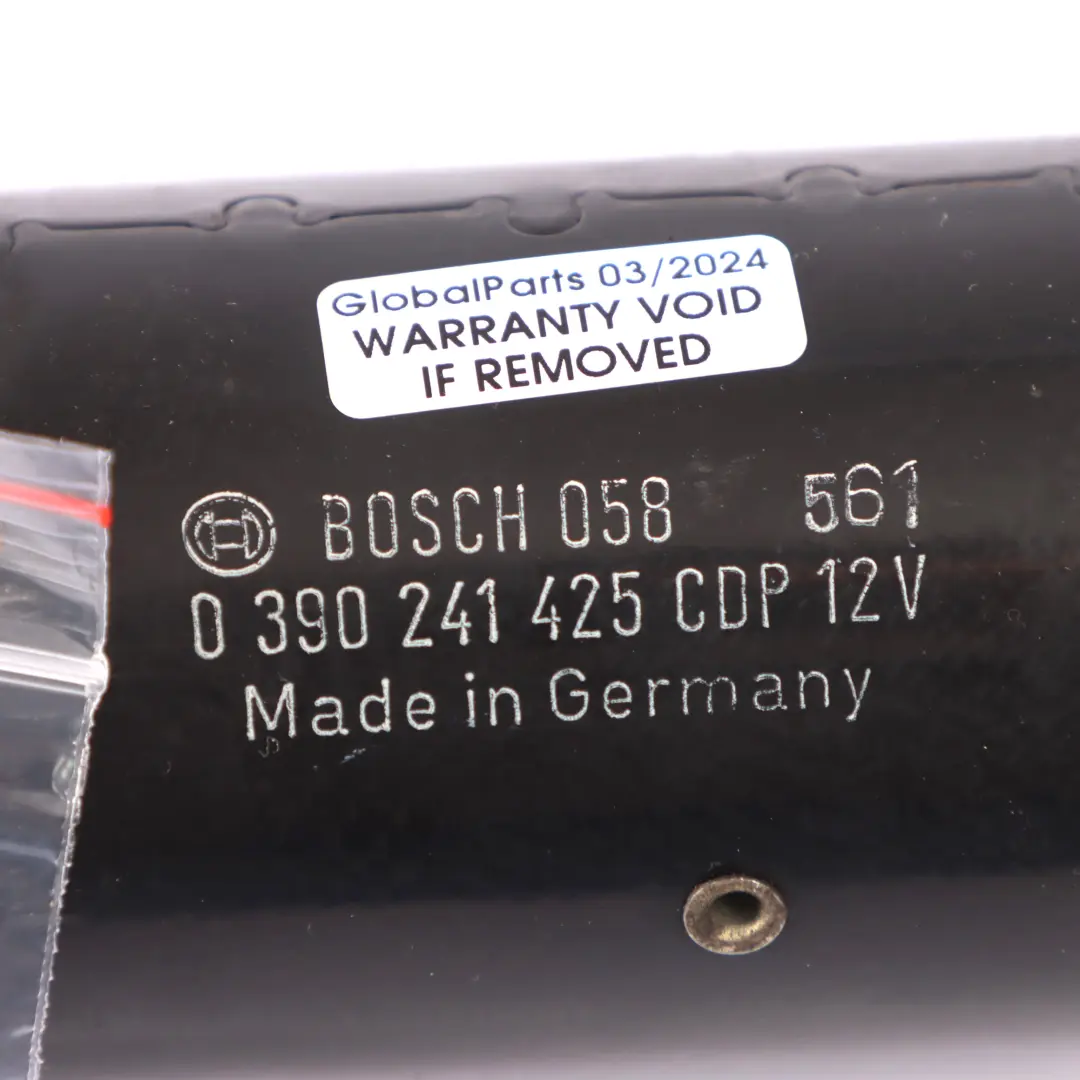 GlobalParts 03/2024
WARRANTY VOID
IF REMOVED
BOSCH 058 561
0 390 241 425 CDP 12V
Made in Germany